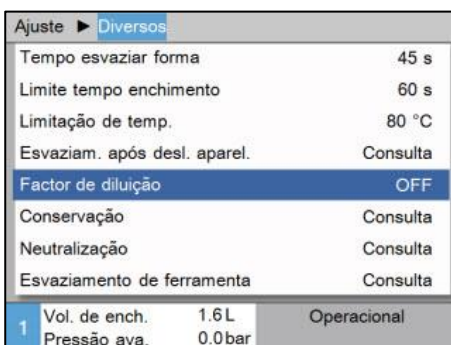 Ajuste ► Diversos
Tempo esvaziar forma 45 s
Limite tempo enchimento 60 s
Limitação de temp. 80 °C
Esvaziam. após desl. aparel. Consulta
Factor de diluição OFF
Conservação Consulta
Neutralização Consulta
Esvaziamento de ferramenta Consulta
1 Vol. de ench. 1.6 L Operacional
Pressão ava. 0.0 bar